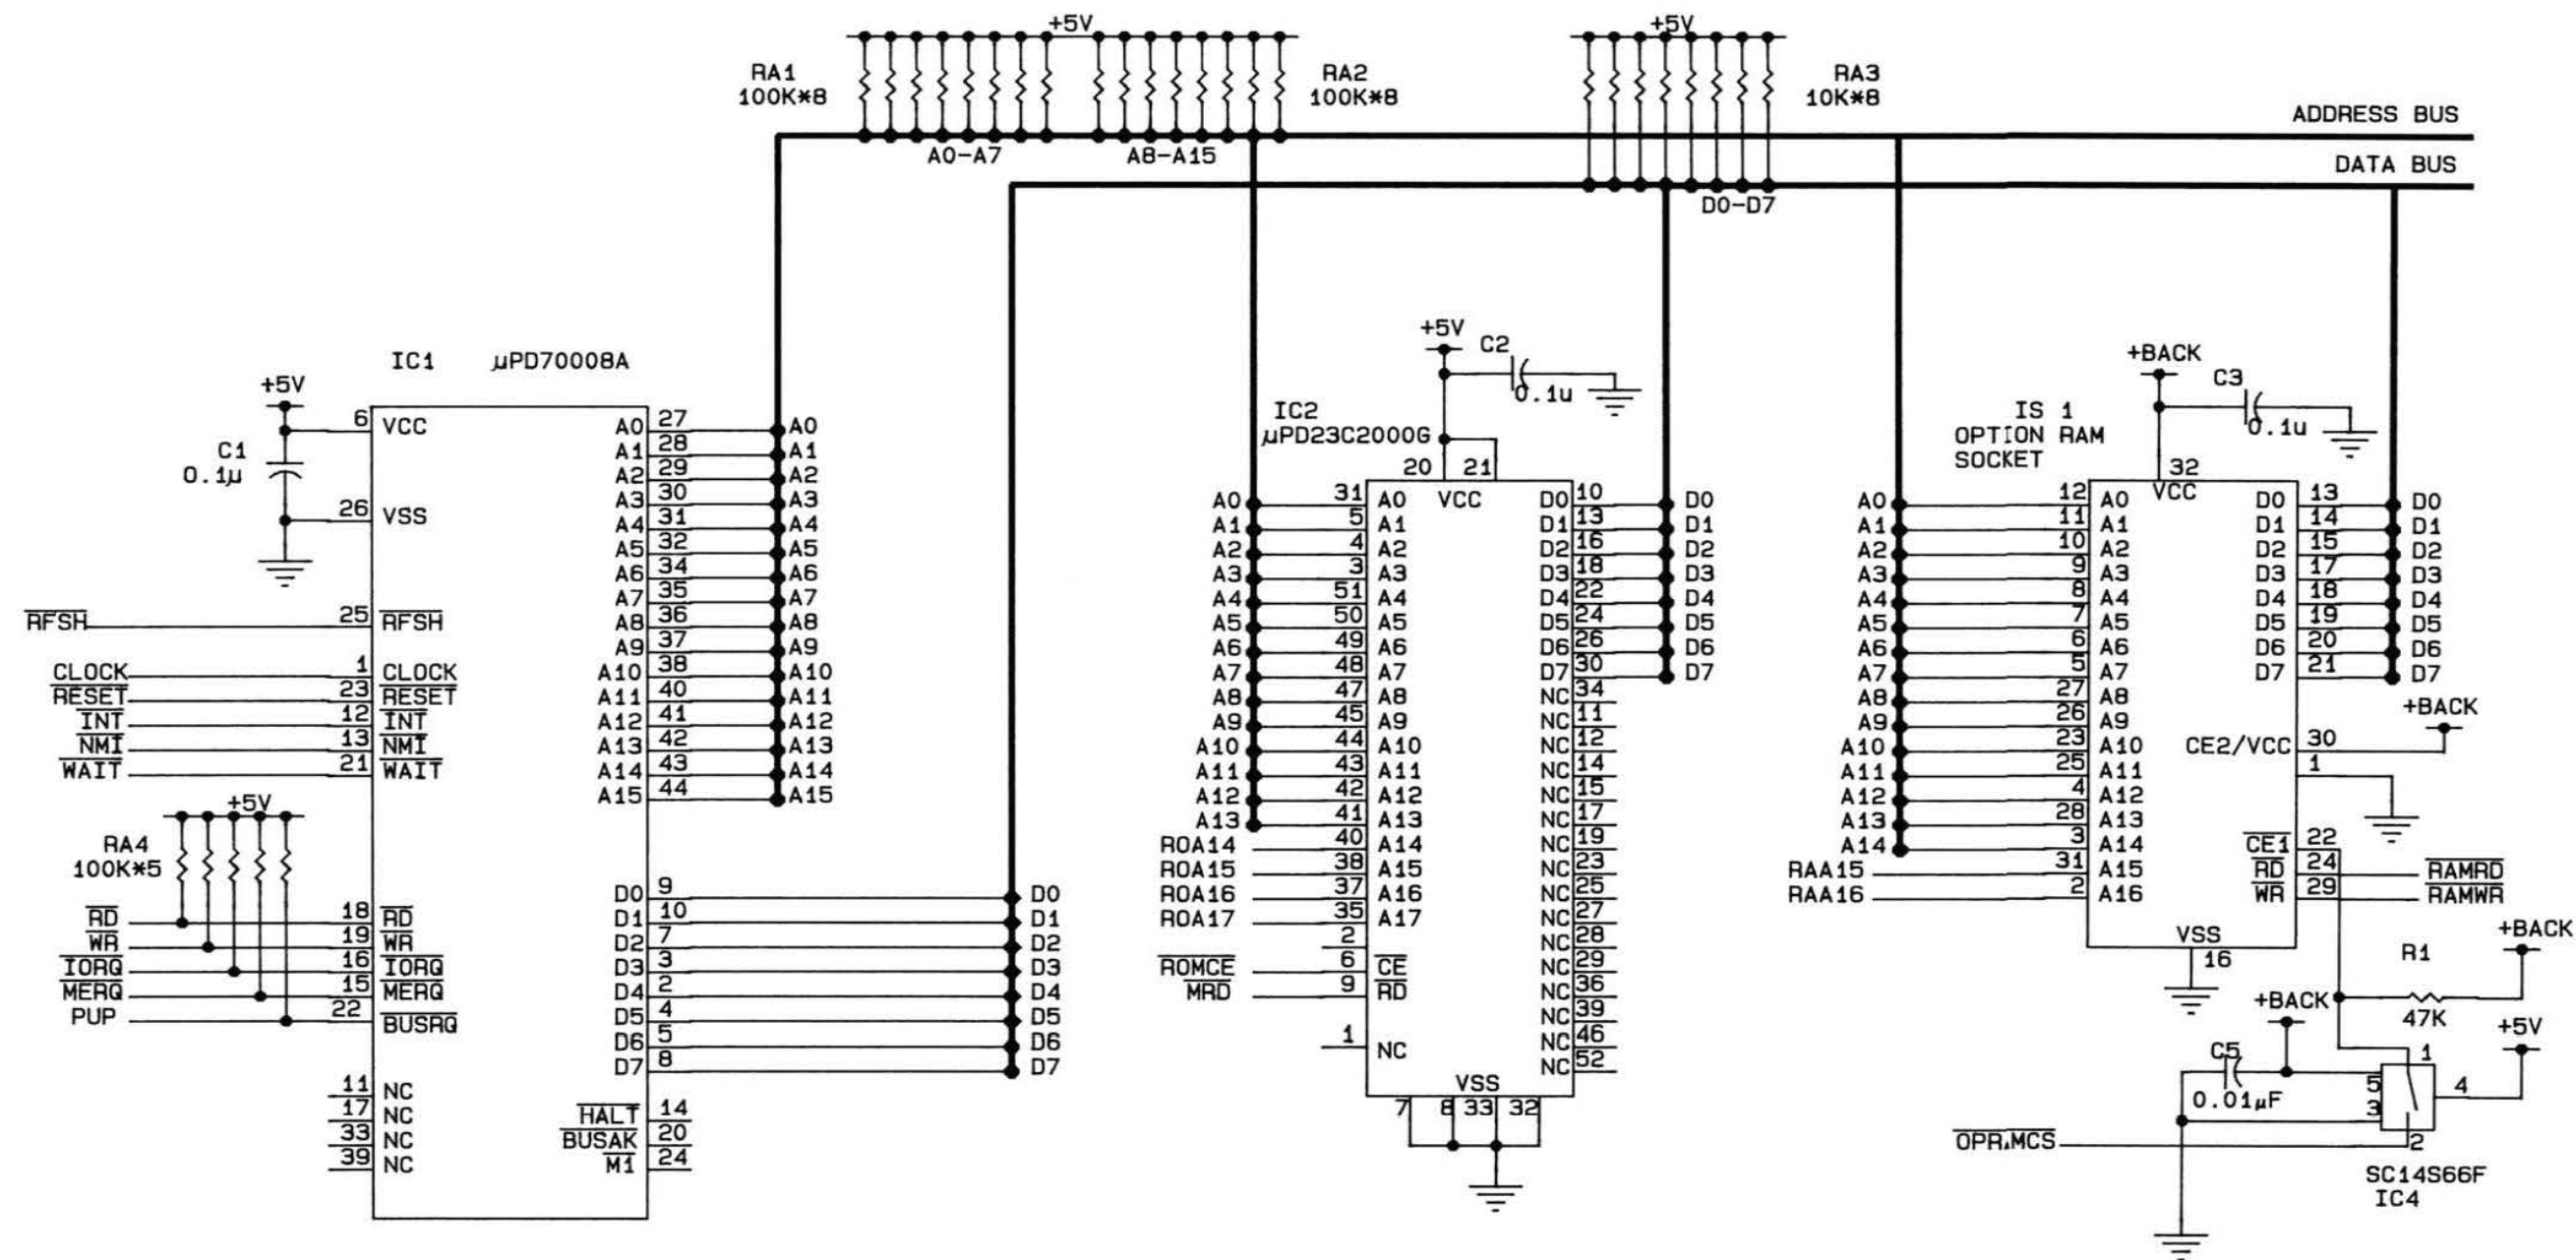 +5V
+5V
RA1
100K*8
RA2
100K*8
RA3
10K*8
ADDRESS BUS
A0-A7
A8-A15
DATA BUS
D0-D7
IC1 µPD70008A
+5V
C1
0.1µ
6 VCC
26 VSS
RFSH 25 RFSH
CLOCK 1 CLOCK
RESET 23 RESET
INT 12 INT
NMI 13 NMI
WAIT 21 WAIT
+5V
RA4
100K*5
RD 18 RD
WR 19 WR
IORQ 16 IORQ
MERQ 15 MERQ
PUP 22 BUSRQ
11 NC
17 NC
33 NC
39 NC
A0 27 A0
A1 28 A1
A2 29 A2
A3 30 A3
A4 31 A4
A5 32 A5
A6 34 A6
A7 35 A7
A8 36 A8
A9 37 A9
A10 38 A10
A11 40 A11
A12 41 A12
A13 42 A13
A14 43 A14
A15 44 A15
D0 9 D0
D1 10 D1
D2 7 D2
D3 3 D3
D4 2 D4
D5 4 D5
D6 5 D6
D7 8 D7
HALT 14
BUSAK 20
M1 24
+5V
C2
0.1u
IC2
µPD23C2000G
20 21
VCC
A0 31 A0
A1 5 A1
A2 4 A2
A3 3 A3
A4 51 A4
A5 50 A5
A6 49 A6
A7 48 A7
A8 47 A8
A9 45 A9
A10 44 A10
A11 43 A11
A12 42 A12
A13 41 A13
ROA14 40 A14
ROA15 38 A15
ROA16 37 A16
ROA17 35 A17
2
ROMCE 6 CE
MRD 9 RD
1 NC
D0 10 D0
D1 13 D1
D2 16 D2
D3 18 D3
D4 22 D4
D5 24 D5
D6 26 D6
D7 30 D7
NC 34
NC 11
NC 12
NC 14
NC 15
NC 17
NC 19
NC 23
NC 25
NC 27
NC 28
NC 29
NC 36
NC 39
NC 46
NC 52
VSS
7 8 33 32
+BACK
C3
0.1u
IS 1
OPTION RAM
SOCKET
32
VCC
A0 12 A0
A1 11 A1
A2 10 A2
A3 9 A3
A4 8 A4
A5 7 A5
A6 6 A6
A7 5 A7
A8 27 A8
A9 26 A9
A10 23 A10
A11 25 A11
A12 4 A12
A13 28 A13
A14 3 A14
RAA15 31 A15
RAA16 2 A16
D0 13 D0
D1 14 D1
D2 15 D2
D3 17 D3
D4 18 D4
D5 19 D5
D6 20 D6
D7 21 D7
+BACK
CE2/VCC 30
1
CE1 22
RD 24 RAMRD
WR 29 RAMWR
VSS
16
+BACK
R1
47K
+BACK
+5V
C5
0.01µF
1
5
4
3
2
OPRMCS
SC14S66F
IC4